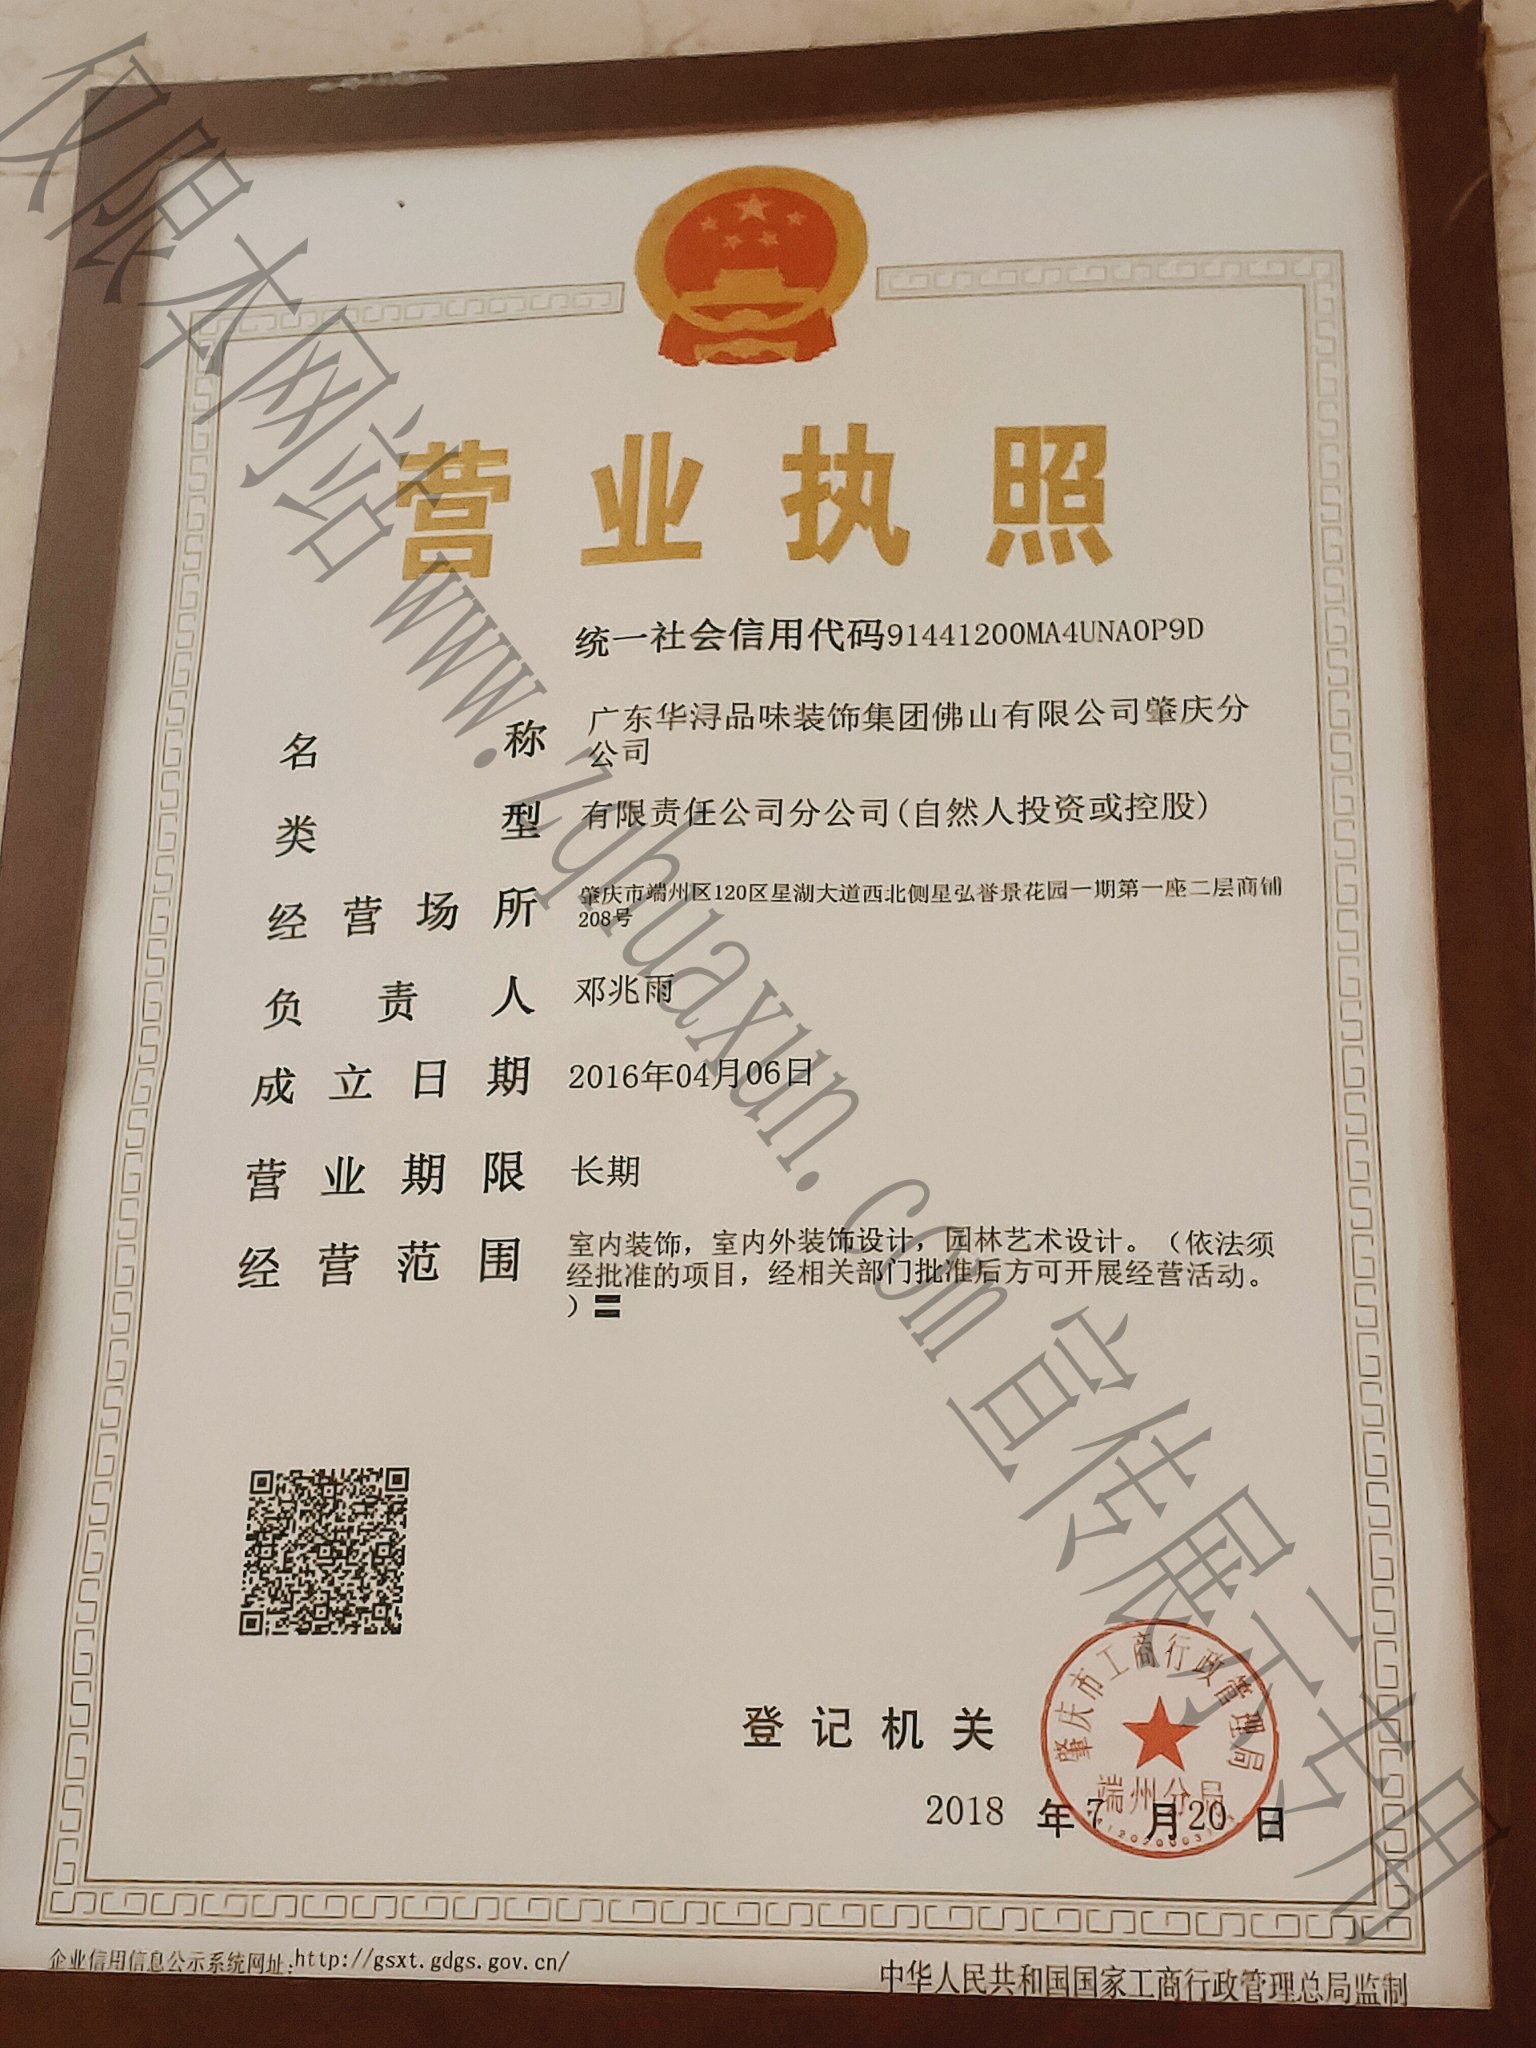 营业执照
统一社会信用代码91441200MA4UNA0P9D
名称 广东华浔品味装饰集团佛山有限公司肇庆分
公司
类型 有限责任公司分公司(自然人投资或控股)
经营场所 肇庆市端州区120区星湖大道西北侧星弘誉景花园一期第一座二层商铺
208号
负责人 邓兆雨
成立日期 2016年04月06日
营业期限 长期
经营范围 室内装饰，室内外装饰设计，园林艺术设计。（依法须
经批准的项目，经相关部门批准后方可开展经营活动。
）〓
登记机关
肇庆市工商行政管理局
端州分局
2018 年 7 月 20 日
企业信用信息公示系统网址:http://gsxt.gdgs.gov.cn/
中华人民共和国国家工商行政管理总局监制
仅限本网站www.zqhuaxun.com宣传展示专用